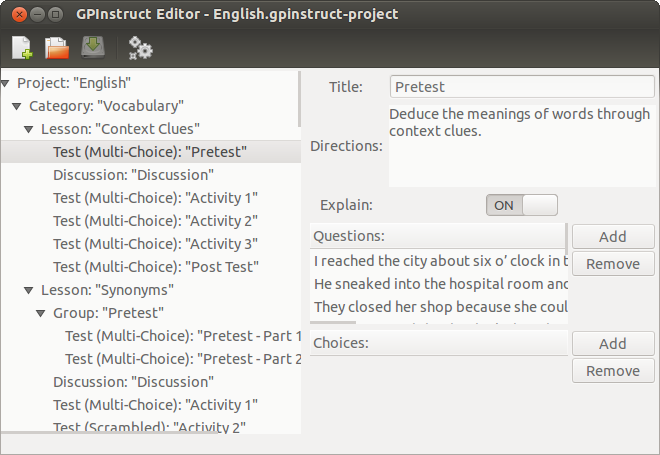 GPInstruct Editor - English.gpinstruct-project
Project: "English"
Category: "Vocabulary"
Lesson: "Context Clues"
Test (Multi-Choice): "Pretest"
Discussion: "Discussion"
Test (Multi-Choice): "Activity 1"
Test (Multi-Choice): "Activity 2"
Test (Multi-Choice): "Activity 3"
Test (Multi-Choice): "Post Test"
Lesson: "Synonyms"
Group: "Pretest"
Test (Multi-Choice): "Pretest - Part 1
Test (Multi-Choice): "Pretest - Part 2
Discussion: "Discussion"
Test (Multi-Choice): "Activity 1"
Test (Scrambled): "Activity 2"
Title:
Pretest
Directions:
Deduce the meanings of words through
context clues.
Explain:
ON
Questions:
Add
Remove
I reached the city about six o’ clock in t
He sneaked into the hospital room and
They closed her shop because she coul
Choices:
Add
Remove